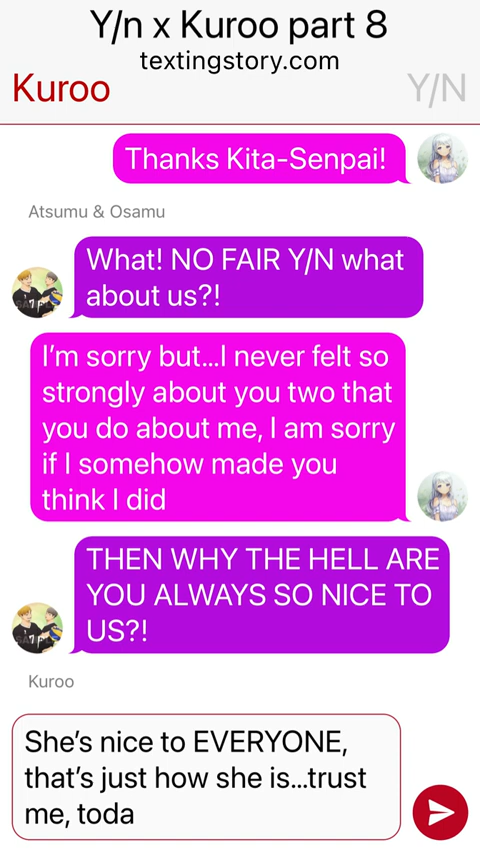 Y/n x Kuroo part 8
textingstory.com
Kuroo
Y/N
Thanks Kita-Senpai!
Atsumu & Osamu
What! NO FAIR Y/N what
about us?!
I'm sorry but...I never felt so
strongly about you two that
you do about me, I am sorry
if I somehow made you
think I did
THEN WHY THE HELL ARE
YOU ALWAYS SO NICE TO
US?!
Kuroo
She's nice to EVERYONE,
that's just how she is...trust
me, toda